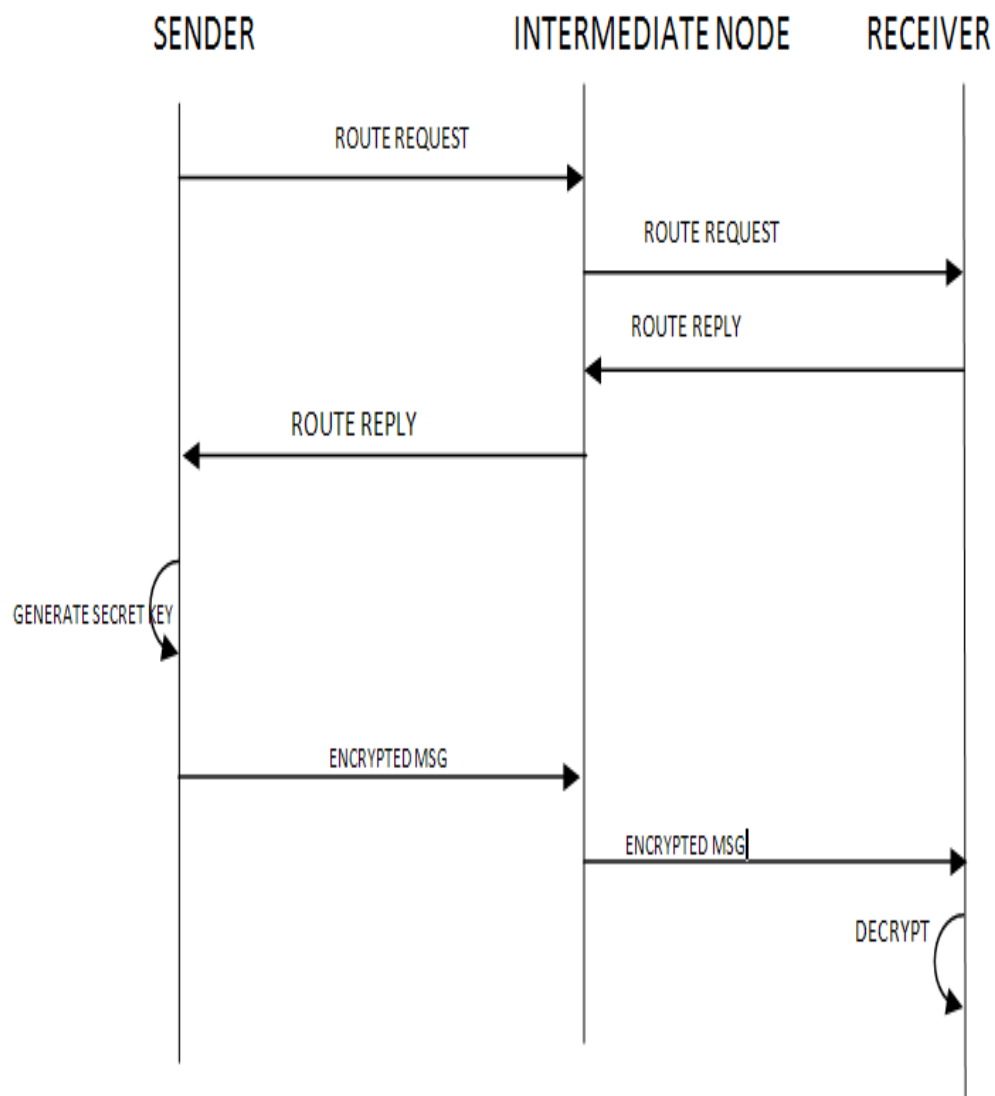 SENDER
INTERMEDIATE NODE
RECEIVER
ROUTE REQUEST
ROUTE REQUEST
ROUTE REPLY
ROUTE REPLY
GENERATE SECRET KEY
ENCRYPTED MSG
ENCRYPTED MSG
DECRYPT